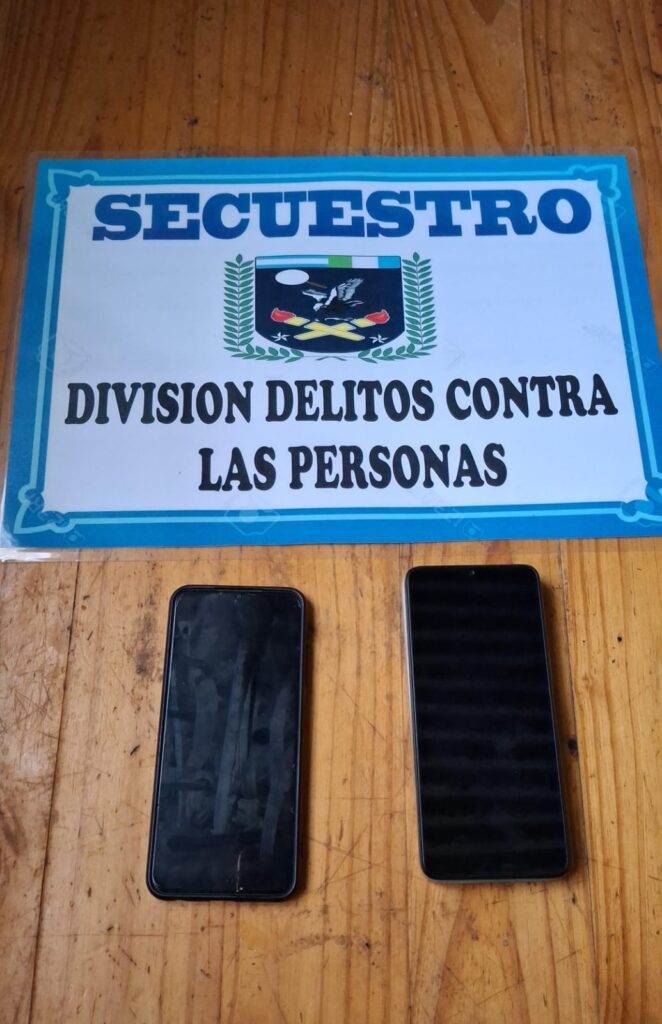 SECUESTRO
DIVISION DELITOS CONTRA
LAS PERSONAS